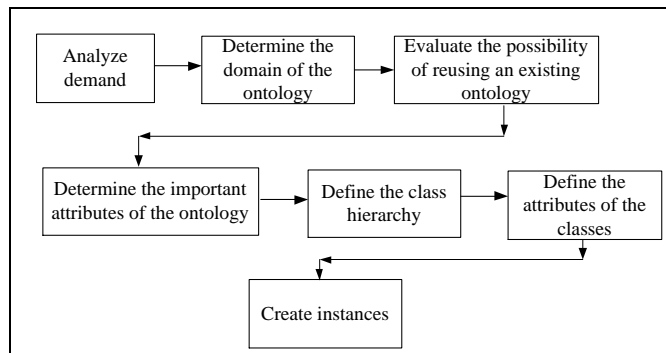 Analyze
demand
Determine the
domain of the
ontology
Evaluate the possibility
of reusing an existing
ontology
Determine the important
attributes of the ontology
Define the class
hierarchy
Define the
attributes of the
classes
Create instances